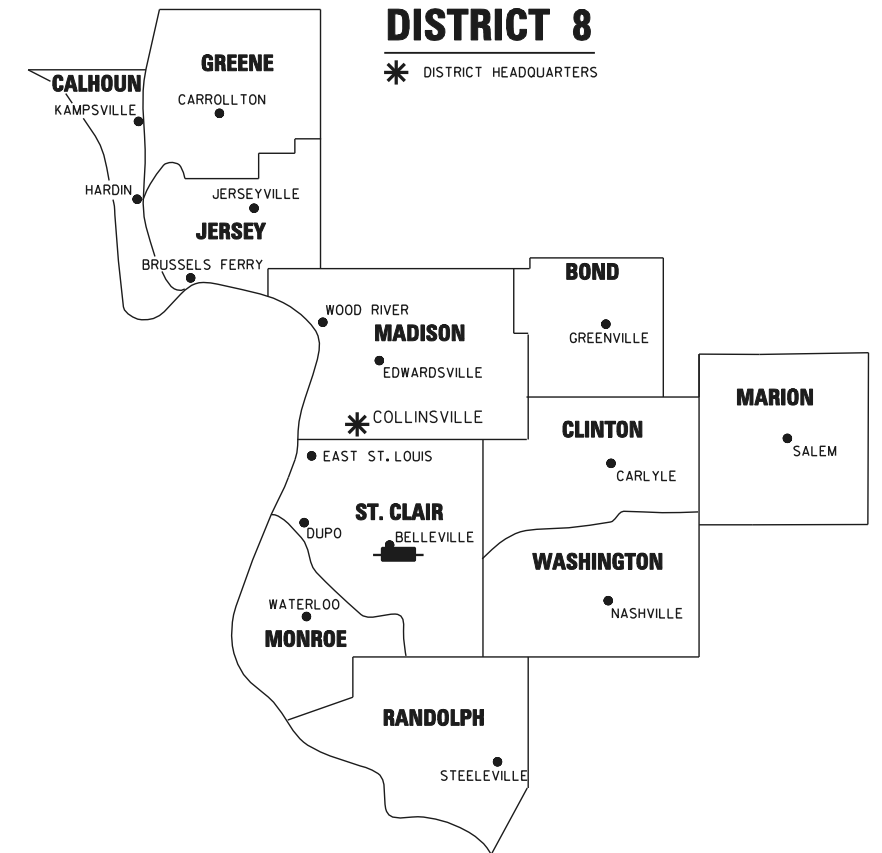 DISTRICT 8
DISTRICT HEADQUARTERS
GREENE
CALHOUN
CARROLLTON
KAMPSVILLE
HARDIN
JERSEYVILLE
JERSEY
BRUSSELS FERRY
BOND
WOOD RIVER
MADISON
GREENVILLE
EDWARDSVILLE
MARION
COLLINSVILLE
CLINTON
SALEM
EAST ST. LOUIS
CARLYLE
ST. CLAIR
DUPO
BELLEVILLE
WASHINGTON
WATERLOO
NASHVILLE
MONROE
RANDOLPH
STEELEVILLE